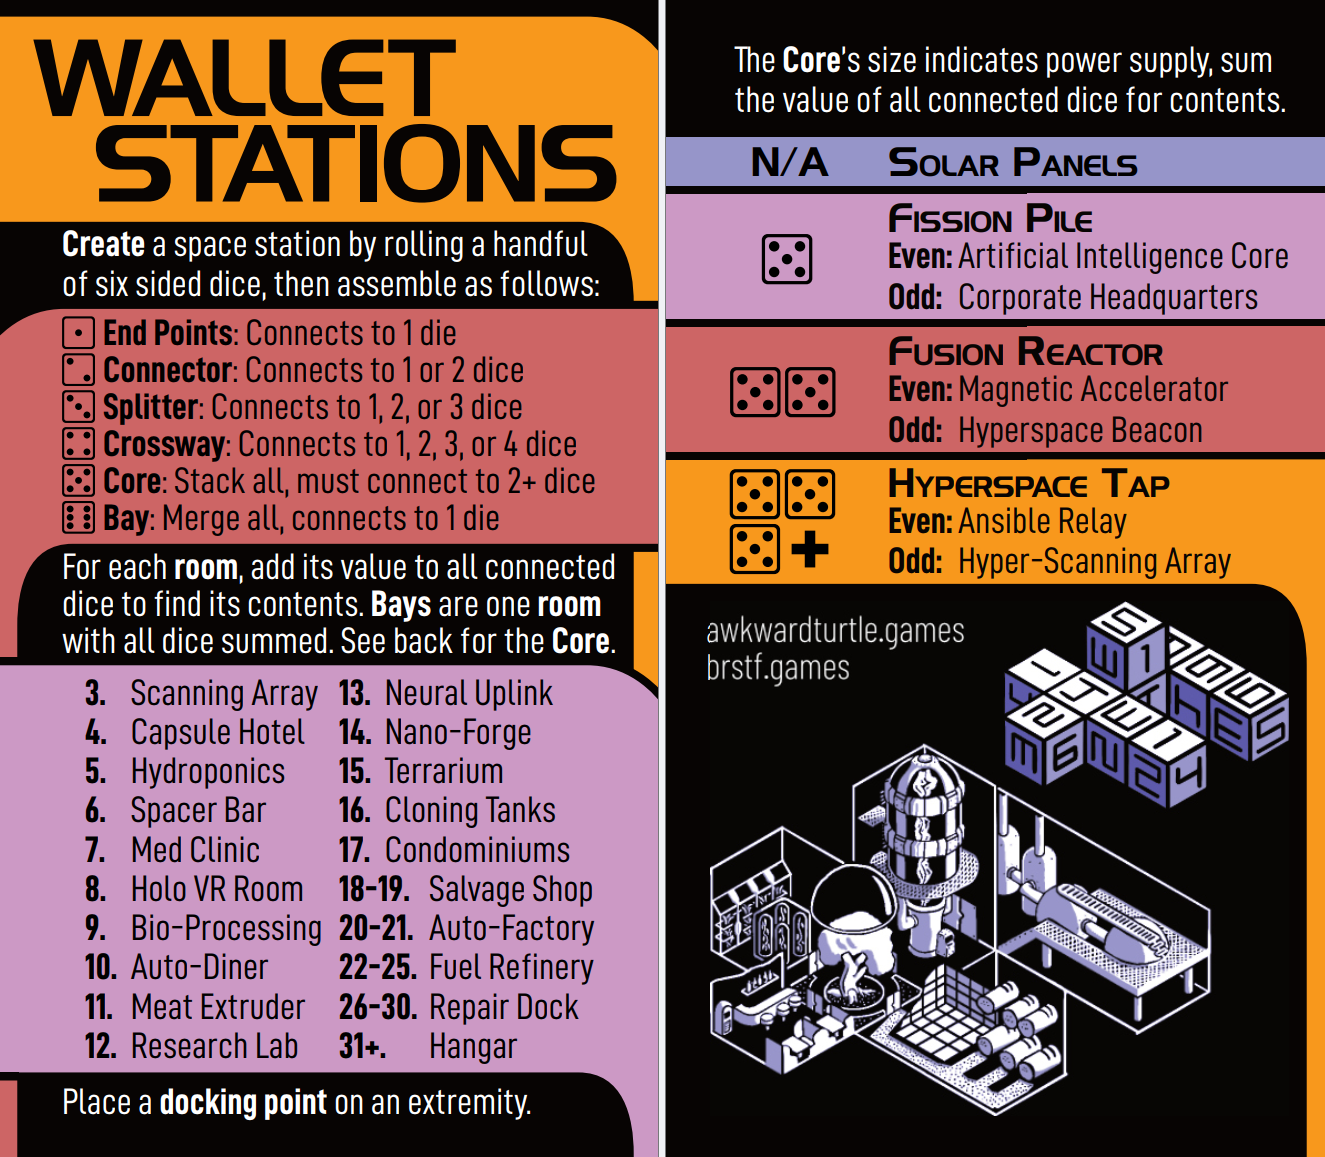 WALLET
STATIONS
Create a space station by rolling a handful
of six sided dice, then assemble as follows:
End Points: Connects to 1 die
Connector: Connects to 1 or 2 dice
Splitter: Connects to 1, 2, or 3 dice
Crossway: Connects to 1, 2, 3, or 4 dice
Core: Stack all, must connect to 2+ dice
Bay: Merge all, connects to 1 die
For each room, add its value to all connected
dice to find its contents. Bays are one room
with all dice summed. See back for the Core.
3. Scanning Array
4. Capsule Hotel
5. Hydroponics
6. Spacer Bar
7. Med Clinic
8. Holo VR Room
9. Bio-Processing
10. Auto-Diner
11. Meat Extruder
12. Research Lab
13. Neural Uplink
14. Nano-Forge
15. Terrarium
16. Cloning Tanks
17. Condominiums
18-19. Salvage Shop
20-21. Auto-Factory
22-25. Fuel Refinery
26-30. Repair Dock
31+. Hangar
Place a docking point on an extremity.
The Core's size indicates power supply, sum
the value of all connected dice for contents.
N/A SOLAR PANELS
FISSION PILE
Even: Artificial Intelligence Core
Odd: Corporate Headquarters
FUSION REACTOR
Even: Magnetic Accelerator
Odd: Hyperspace Beacon
HYPERSPACE TAP
+
Even: Ansible Relay
Odd: Hyper-Scanning Array
awkwardturtle.games
brstf.games